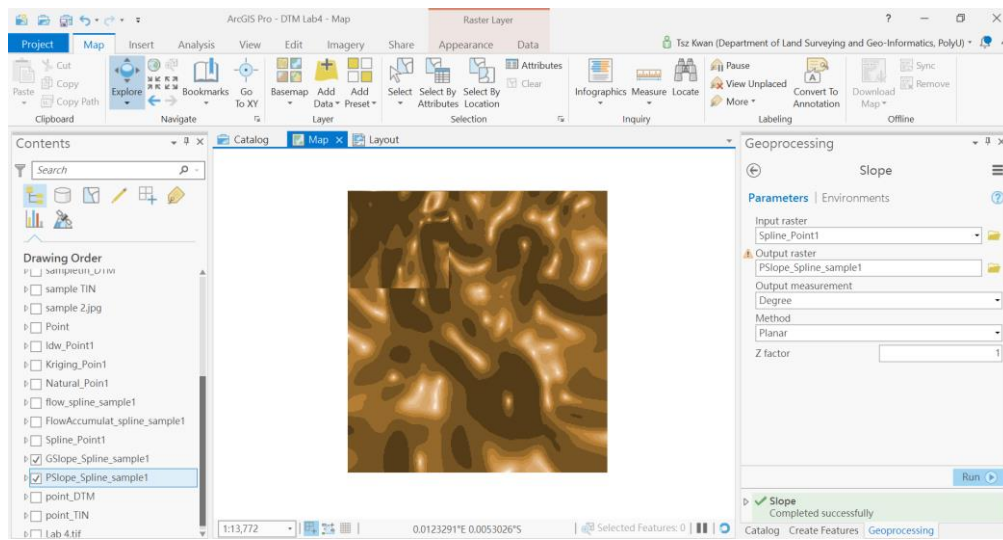 ArcGIS Pro - DTM Lab4 - Map
Raster Layer
?
Project Map Insert Analysis View Edit Imagery Share Appearance Data
Tsz Kwan (Department of Land Surveying and Geo-Informatics, PolyU)
Paste
Cut
Copy
Copy Path
Clipboard
Explore
Bookmarks
Go To XY
Navigate
Basemap
Add Data
Add Preset
Layer
Select
Select By Attributes
Select By Location
Attributes
Clear
Selection
Infographics
Measure
Locate
Inquiry
Pause
View Unplaced
More
Convert To Annotation
Labeling
Download Map
Sync
Remove
Offline
Contents
Search
Drawing Order
sampletin_DTM
sample TIN
sample 2.jpg
Point
Idw_Point1
Kriging_Poin1
Natural_Poin1
flow_spline_sample1
FlowAccumulat_spline_sample1
Spline_Point1
GSlope_Spline_sample1
PSlope_Spline_sample1
point_DTM
point_TIN
Lab 4.tif
Catalog
Map
Layout
1:13,772
0.0123291°E 0.0053026°S
Selected Features: 0
Geoprocessing
Slope
Parameters | Environments
?
Input raster
Spline_Point1
Output raster
PSlope_Spline_sample1
Output measurement
Degree
Method
Planar
Z factor 1
Run
Slope
Completed successfully
Catalog Create Features Geoprocessing